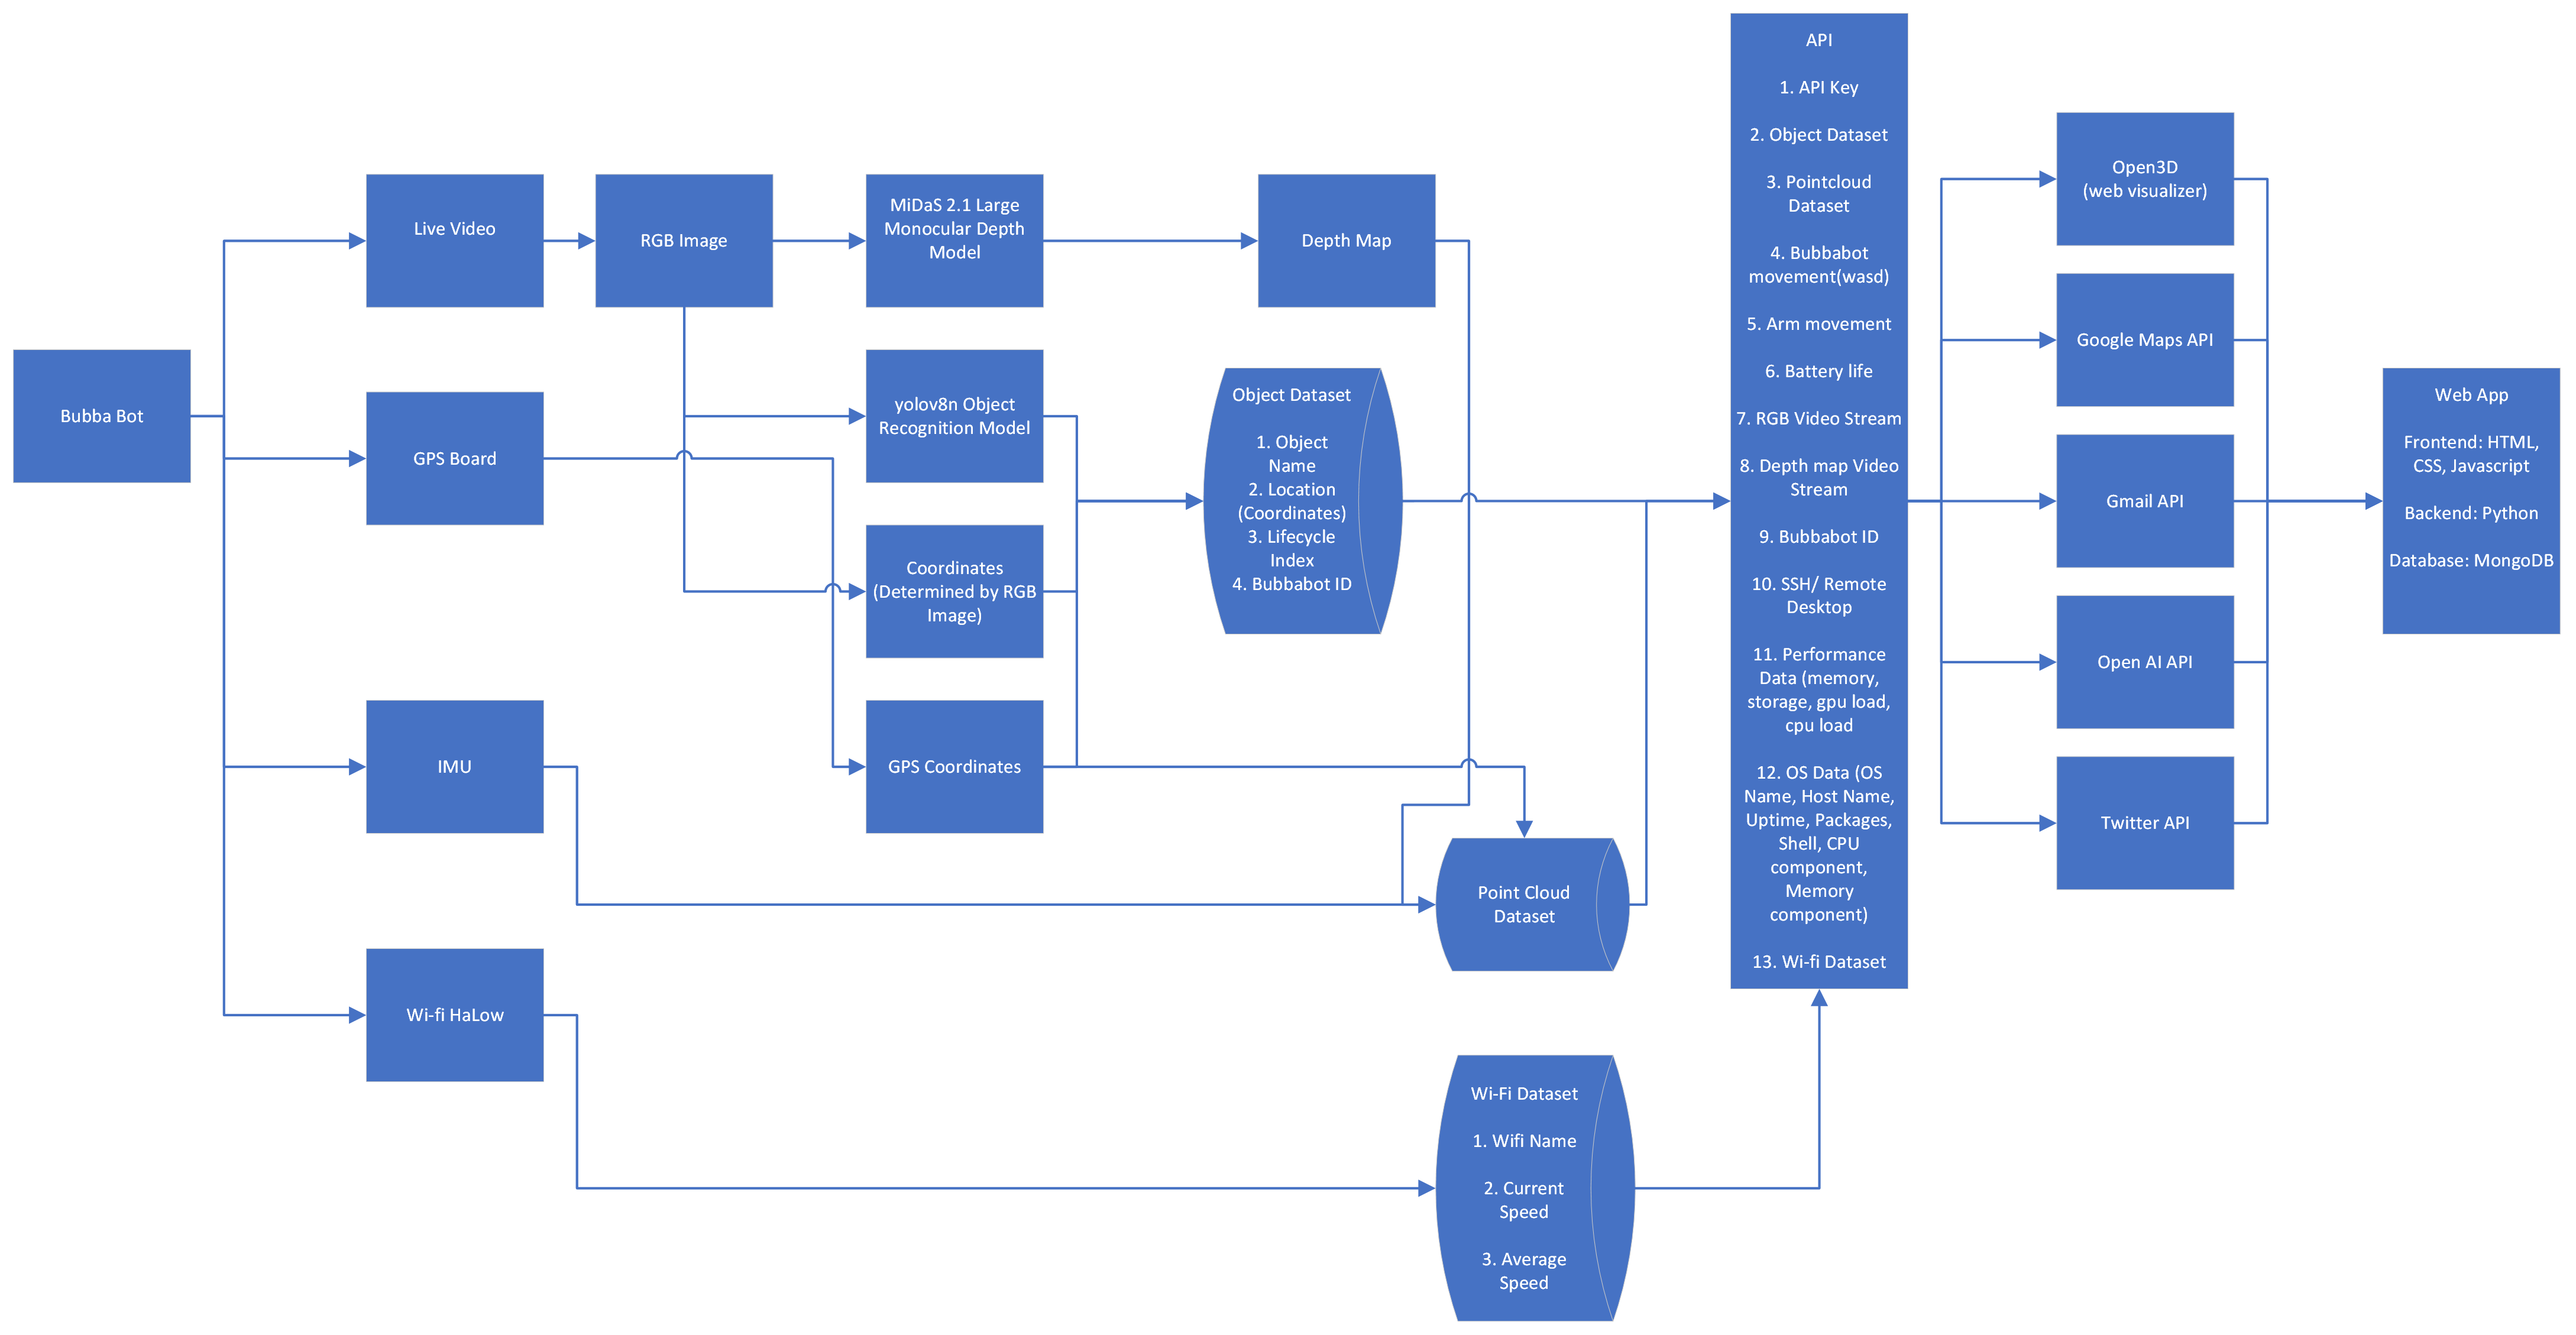 Bubba Bot
Live Video
GPS Board
IMU
Wi-fi HaLow
RGB Image
MiDaS 2.1 Large
Monocular Depth
Model
yolov8n Object
Recognition Model
Coordinates
(Determined by RGB
Image)
GPS Coordinates
Depth Map
Object Dataset
1. Object
Name
2. Location
(Coordinates)
3. Lifecycle
Index
4. Bubbabot ID
Point Cloud
Dataset
Wi-Fi Dataset
1. Wifi Name
2. Current
Speed
3. Average
Speed
API
1. API Key
2. Object Dataset
3. Pointcloud
Dataset
4. Bubbabot
movement(wasd)
5. Arm movement
6. Battery life
7. RGB Video Stream
8. Depth map Video
Stream
9. Bubbabot ID
10. SSH/ Remote
Desktop
11. Performance
Data (memory,
storage, gpu load,
cpu load
12. OS Data (OS
Name, Host Name,
Uptime, Packages,
Shell, CPU
component,
Memory
component)
13. Wi-fi Dataset
Open3D
(web visualizer)
Google Maps API
Gmail API
Open AI API
Twitter API
Web App
Frontend: HTML,
CSS, Javascript
Backend: Python
Database: MongoDB